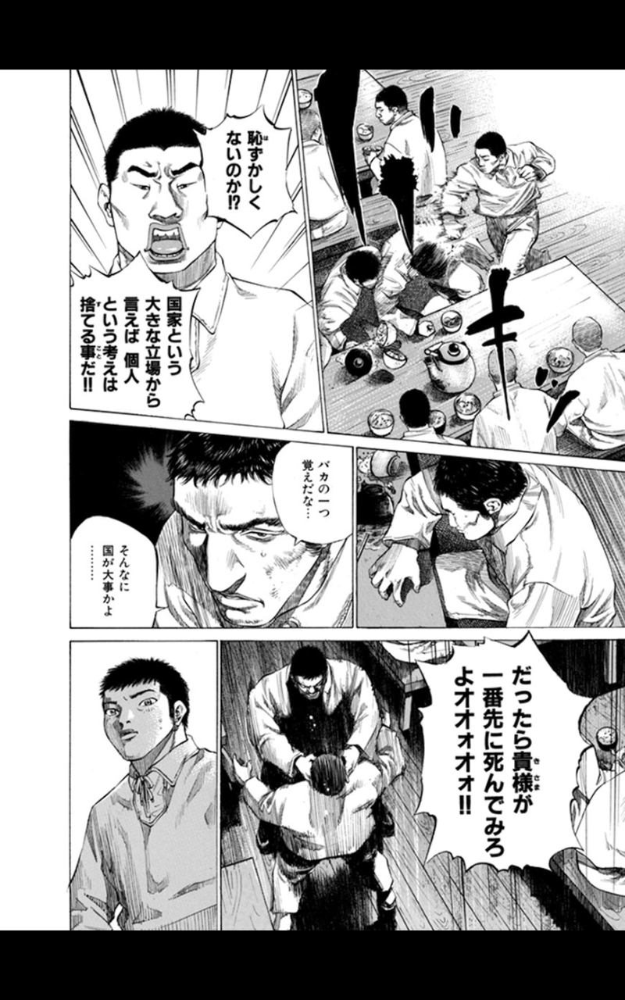 恥ずかしく
ないのか!?
国家という
大きな立場から
言えば 個人
という考えは
捨てる事だ!!
バカの一つ
覚えだな…
そんなに
国が大事かよ
………
だったら貴様が
一番先に死んでみろ
よオオォオォ!!